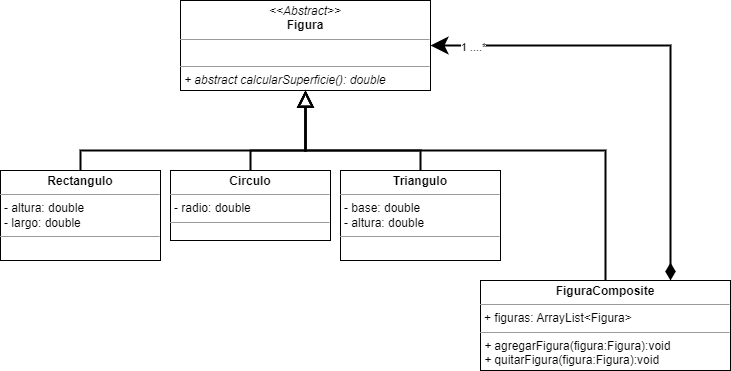 <<Abstract>>
Figura
+ abstract calcularSuperficie(): double
1 ....*
Rectangulo
- altura: double
- largo: double
Circulo
- radio: double
Triangulo
- base: double
- altura: double
FiguraComposite
+ figuras: ArrayList<Figura>
+ agregarFigura(figura:Figura):void
+ quitarFigura(figura:Figura):void